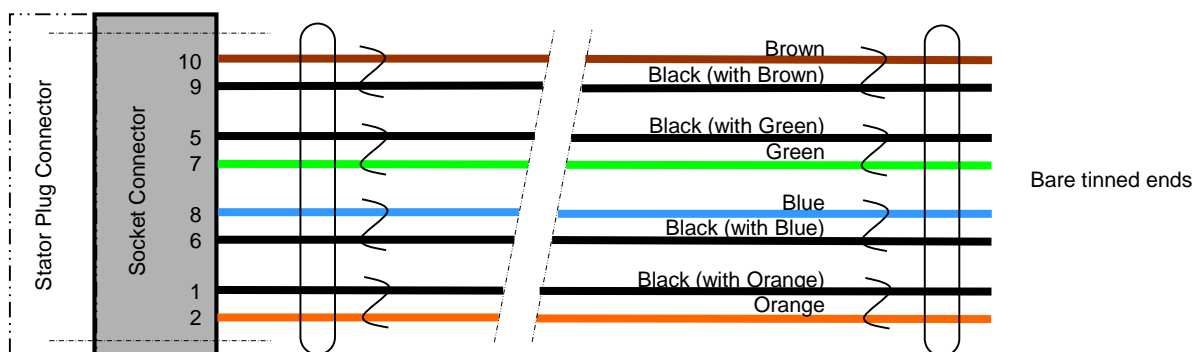 Stator Plug Connector
Socket Connector
10 Brown
9 Black (with Brown)
5 Black (with Green)
7 Green
8 Blue
6 Black (with Blue)
1 Black (with Orange)
2 Orange
Bare tinned ends